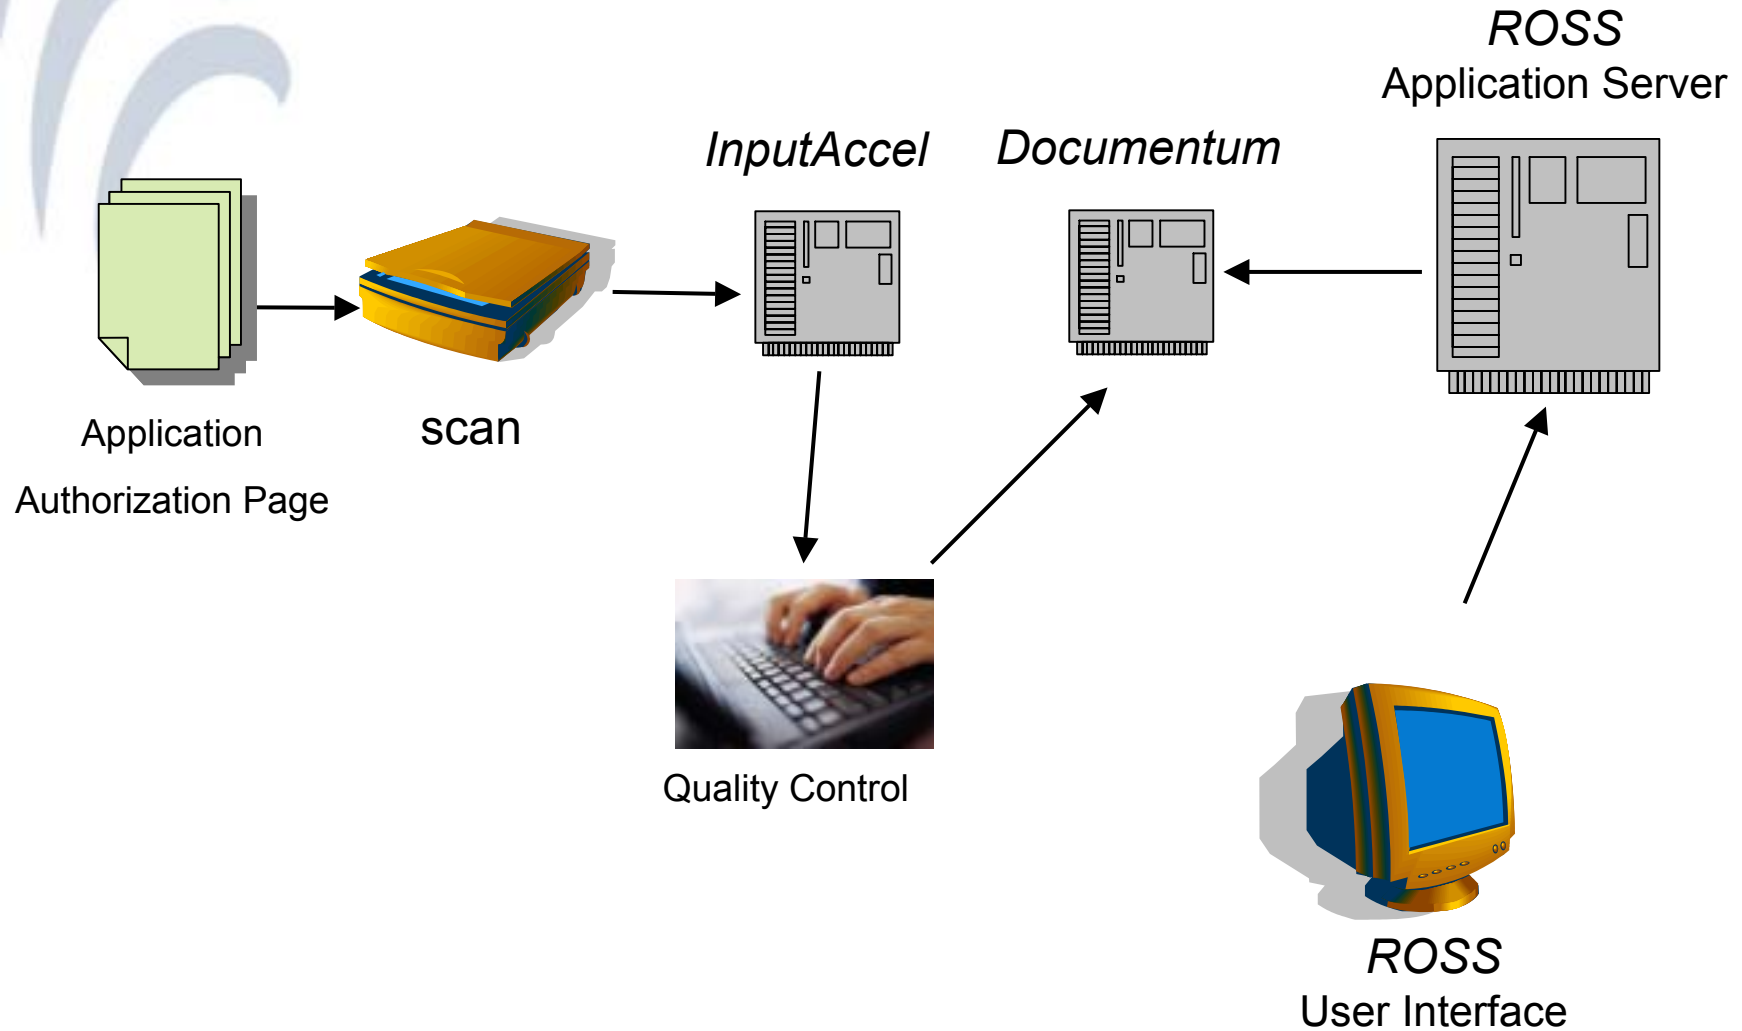 ROSS
Application Server
InputAccel
Documentum
Application
Authorization Page
scan
Quality Control
ROSS
User Interface